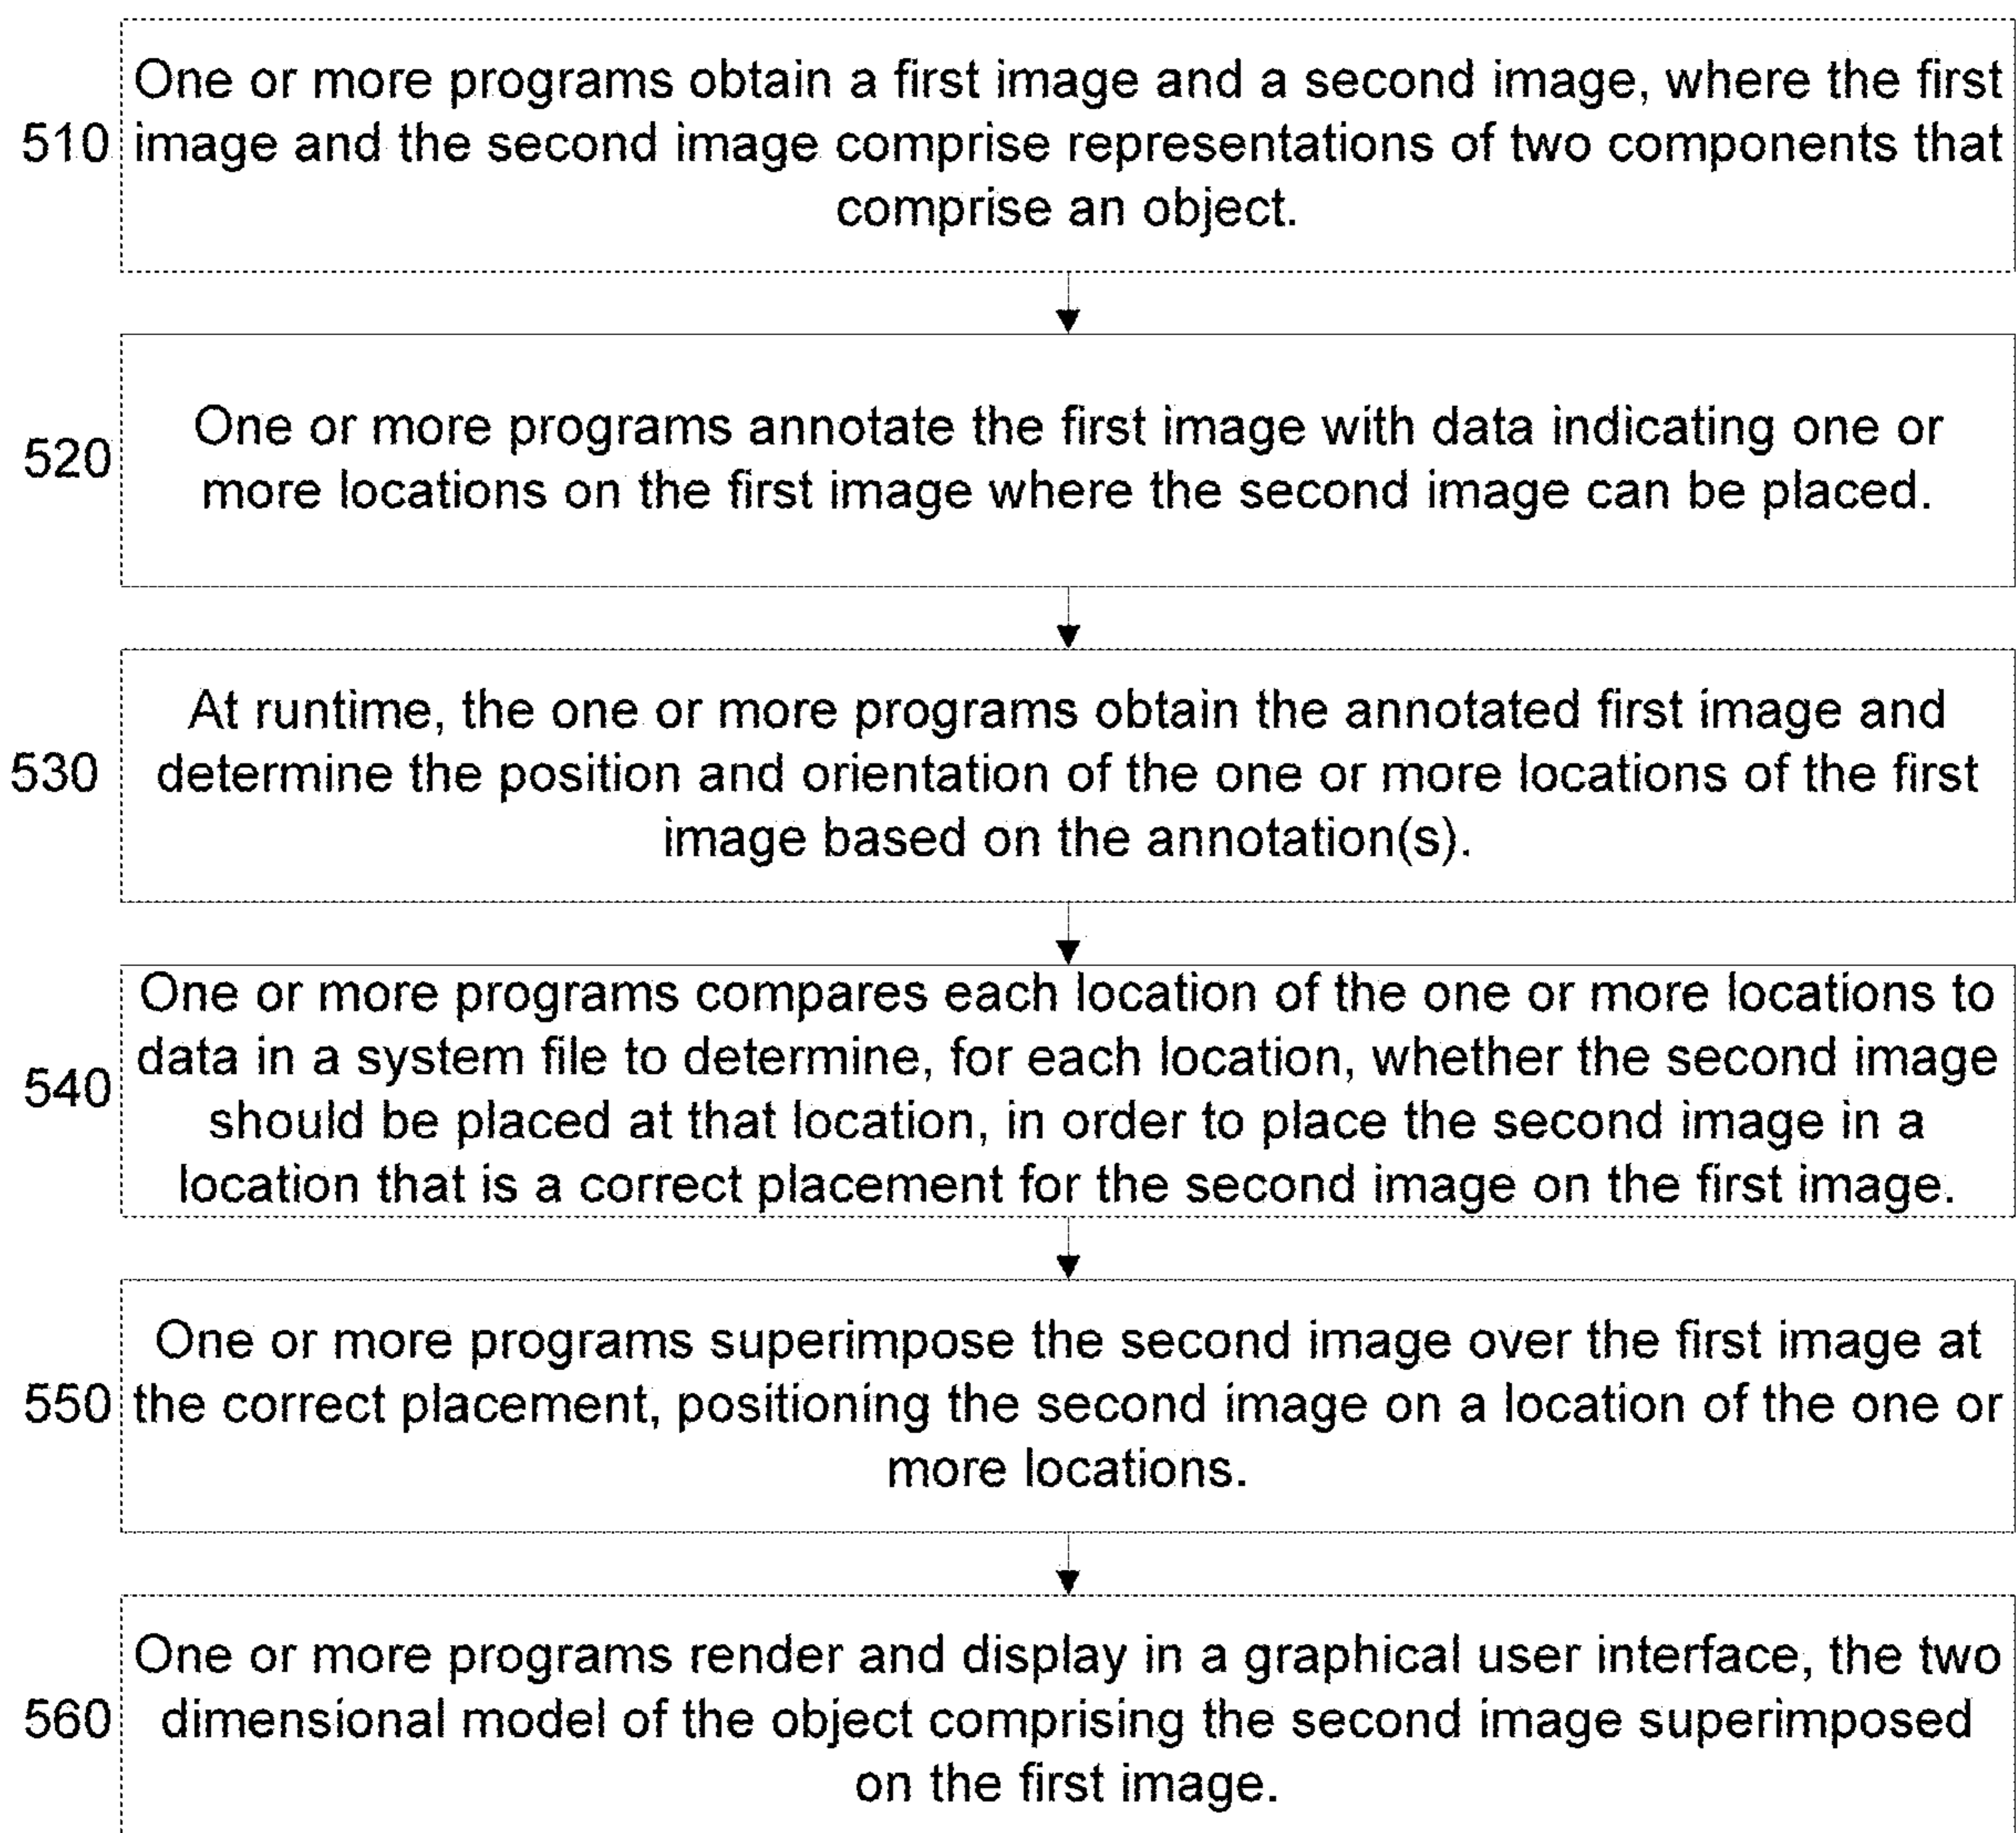 One or more programs obtain a first image and a second image, where the first
510 image and the second image comprise representations of two components that
comprise an object.
One or more programs annotate the first image with data indicating one or
520
more locations on the first image where the second image can be placed.
At runtime, the one or more programs obtain the annotated first image and
530 determine the position and orientation of the one or more locations of the first
image based on the annotation(s).
One or more programs compares each location of the one or more locations to
data in a system file to determine, for each location, whether the second image
540
should be placed at that location, in order to place the second image in a
location that is a correct placement for the second image on the first image.
One or more programs superimpose the second image over the first image at
550 the correct placement, positioning the second image on a location of the one or
more locations.
One or more programs render and display in a graphical user interface, the two
560 dimensional model of the object comprising the second image superimposed
on the first image.